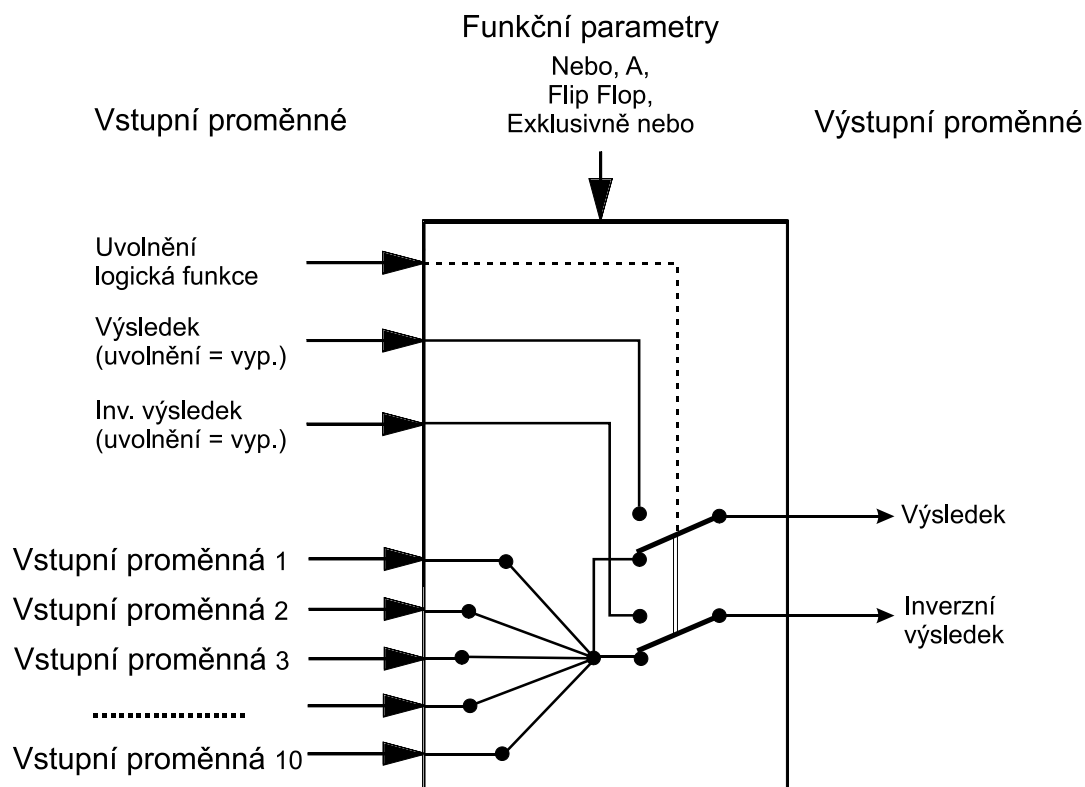 Funkční parametry
Nebo, A,
Flip Flop,
Exklusivně nebo
Vstupní proměnné
Výstupní proměnné
Uvolnění
logická funkce
Výsledek
(uvolnění = vyp.)
Inv. výsledek
(uvolnění = vyp.)
Výsledek
Vstupní proměnná 1
Vstupní proměnná 2
Inverzní
výsledek
Vstupní proměnná 3
.....................
Vstupní proměnná 10